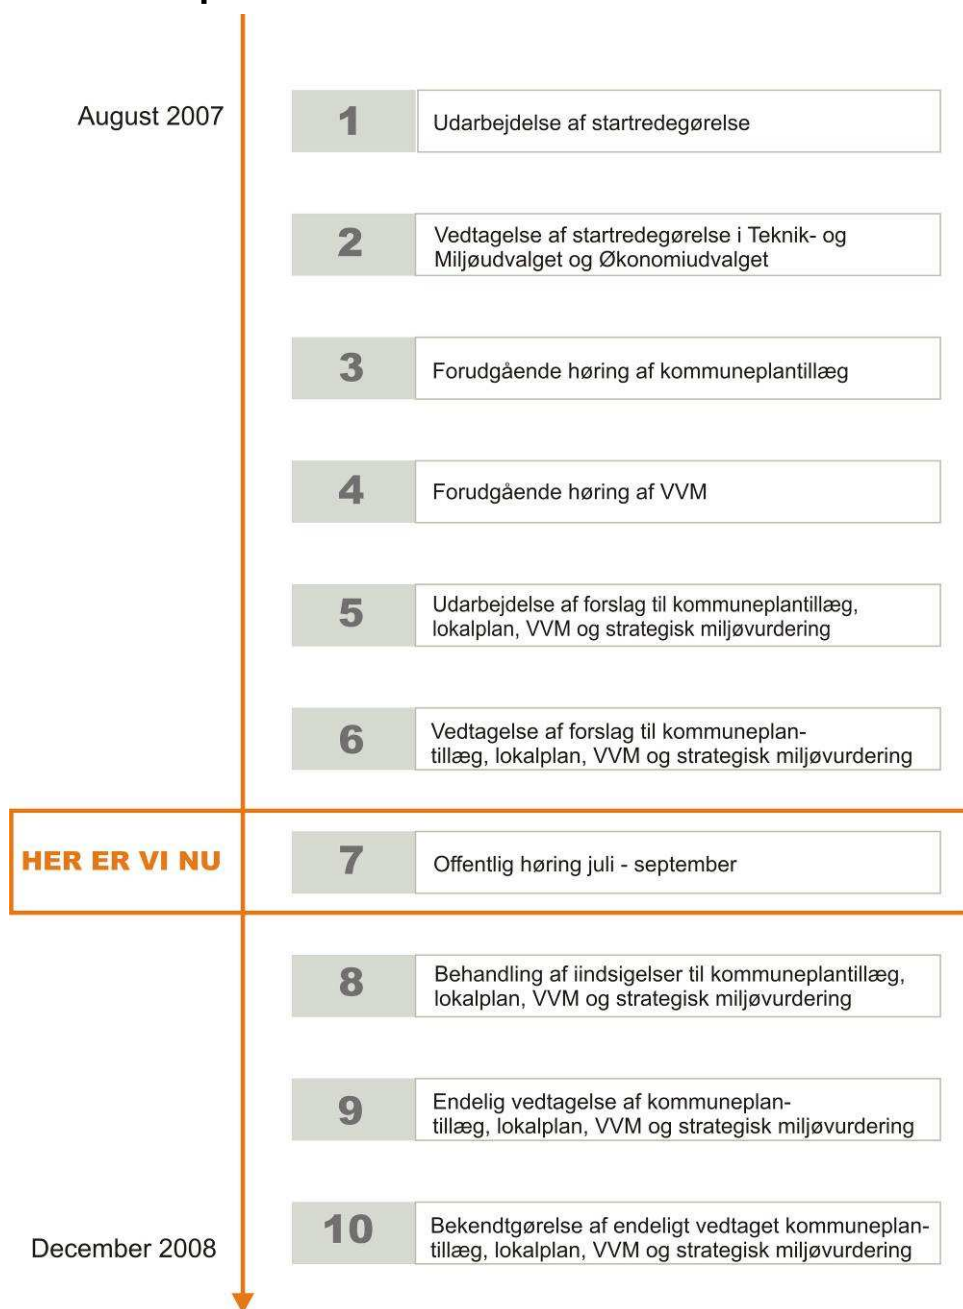 August 2007
1
Udarbejdelse af startredegørelse
2
Vedtagelse af startredegørelse i Teknik- og
Miljøudvalget og Økonomiudvalget
3
Forudgående høring af kommuneplantillæg
4
Forudgående høring af VVM
5
Udarbejdelse af forslag til kommuneplantillæg,
lokalplan, VVM og strategisk miljøvurdering
6
Vedtagelse af forslag til kommuneplan-
tillæg, lokalplan, VVM og strategisk miljøvurdering
HER ER VI NU
7
Offentlig høring juli - september
8
Behandling af iindsigelser til kommuneplantillæg,
lokalplan, VVM og strategisk miljøvurdering
9
Endelig vedtagelse af kommuneplan-
tillæg, lokalplan, VVM og strategisk miljøvurdering
December 2008
10
Bekendtgørelse af endeligt vedtaget kommuneplan-
tillæg, lokalplan, VVM og strategisk miljøvurdering